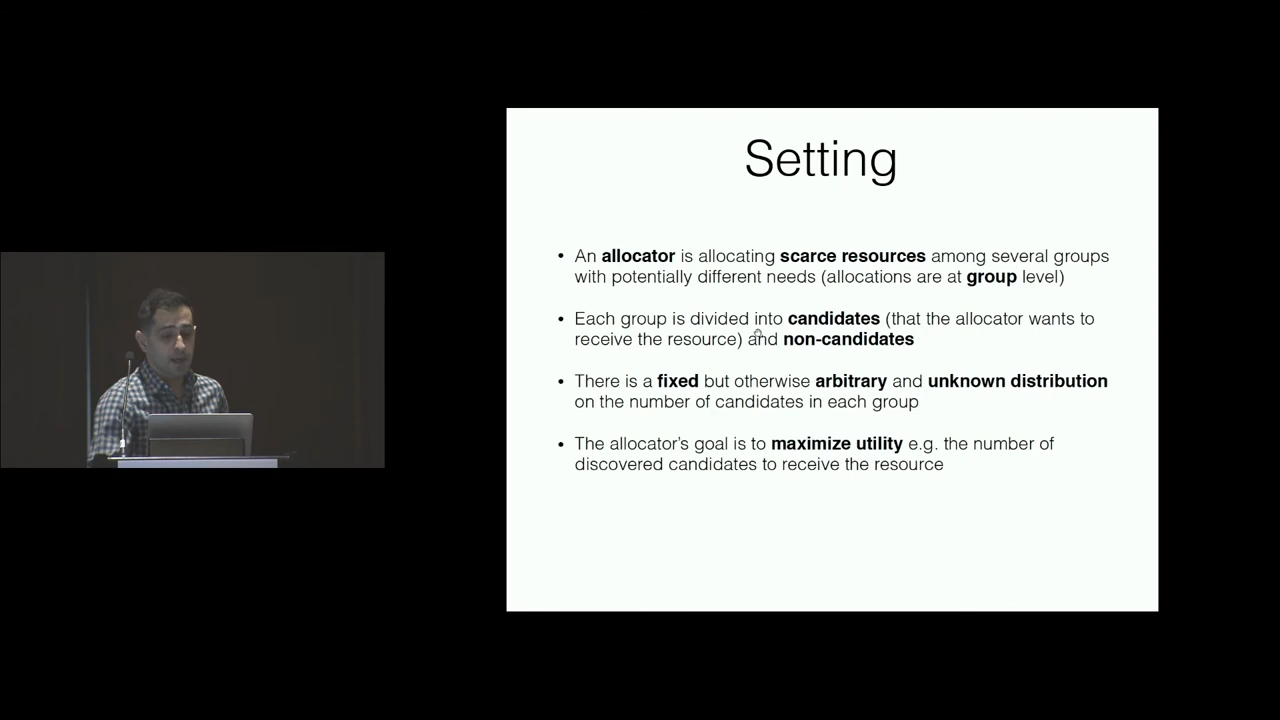 Setting
• An allocator is allocating scarce resources among several groups
with potentially different needs (allocations are at group level)
• Each group is divided into candidates (that the allocator wants to
receive the resource) and non-candidates
• There is a fixed but otherwise arbitrary and unknown distribution
on the number of candidates in each group
• The allocator's goal is to maximize utility e.g. the number of
discovered candidates to receive the resource